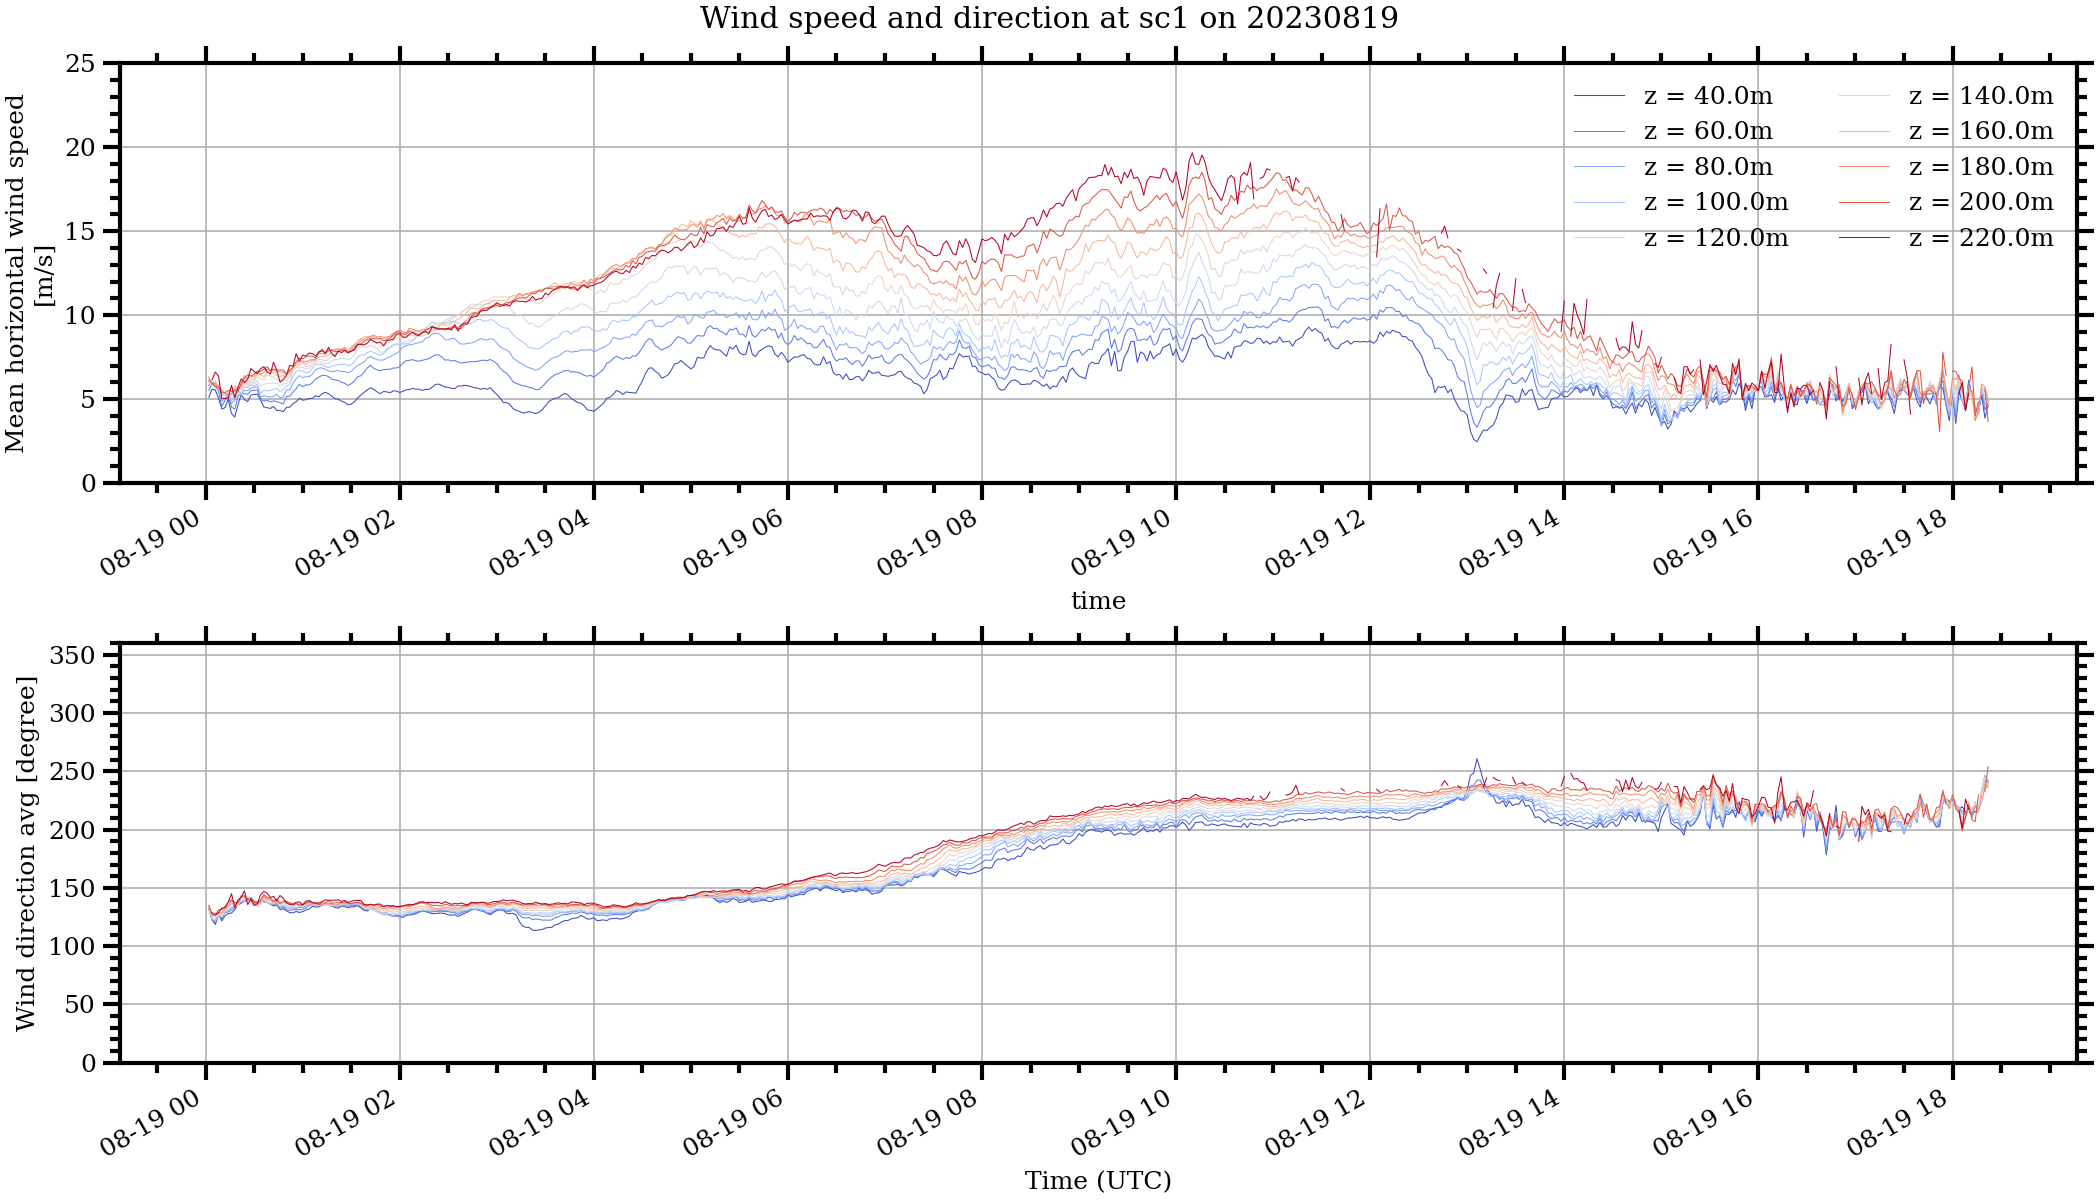 Wind speed and direction at sc1 on 20230819
Mean horizontal wind speed
[m/s]
25
20
15
10
5
0
z = 40.0m
z = 60.0m
z = 80.0m
z = 100.0m
z = 120.0m
z = 140.0m
z = 160.0m
z = 180.0m
z = 200.0m
z = 220.0m
08-19 00
08-19 02
08-19 04
08-19 06
08-19 08
08-19 10
08-19 12
08-19 14
08-19 16
08-19 18
time
Wind direction avg [degree]
350
300
250
200
150
100
50
0
08-19 00
08-19 02
08-19 04
08-19 06
08-19 08
08-19 10
08-19 12
08-19 14
08-19 16
08-19 18
Time (UTC)